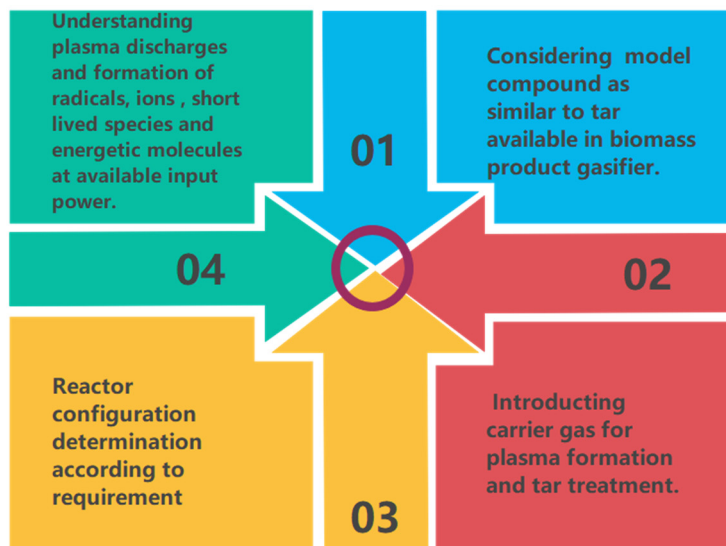 Understanding
plasma discharges
and formation of
radicals, ions , short
lived species and
energetic molecules
at available input
power.
01
Considering model
compound as
similar to tar
available in biomass
product gasifier.
04
02
Reactor
configuration
determination
according to
requirement
03
Introducting
carrier gas for
plasma formation
and tar treatment.